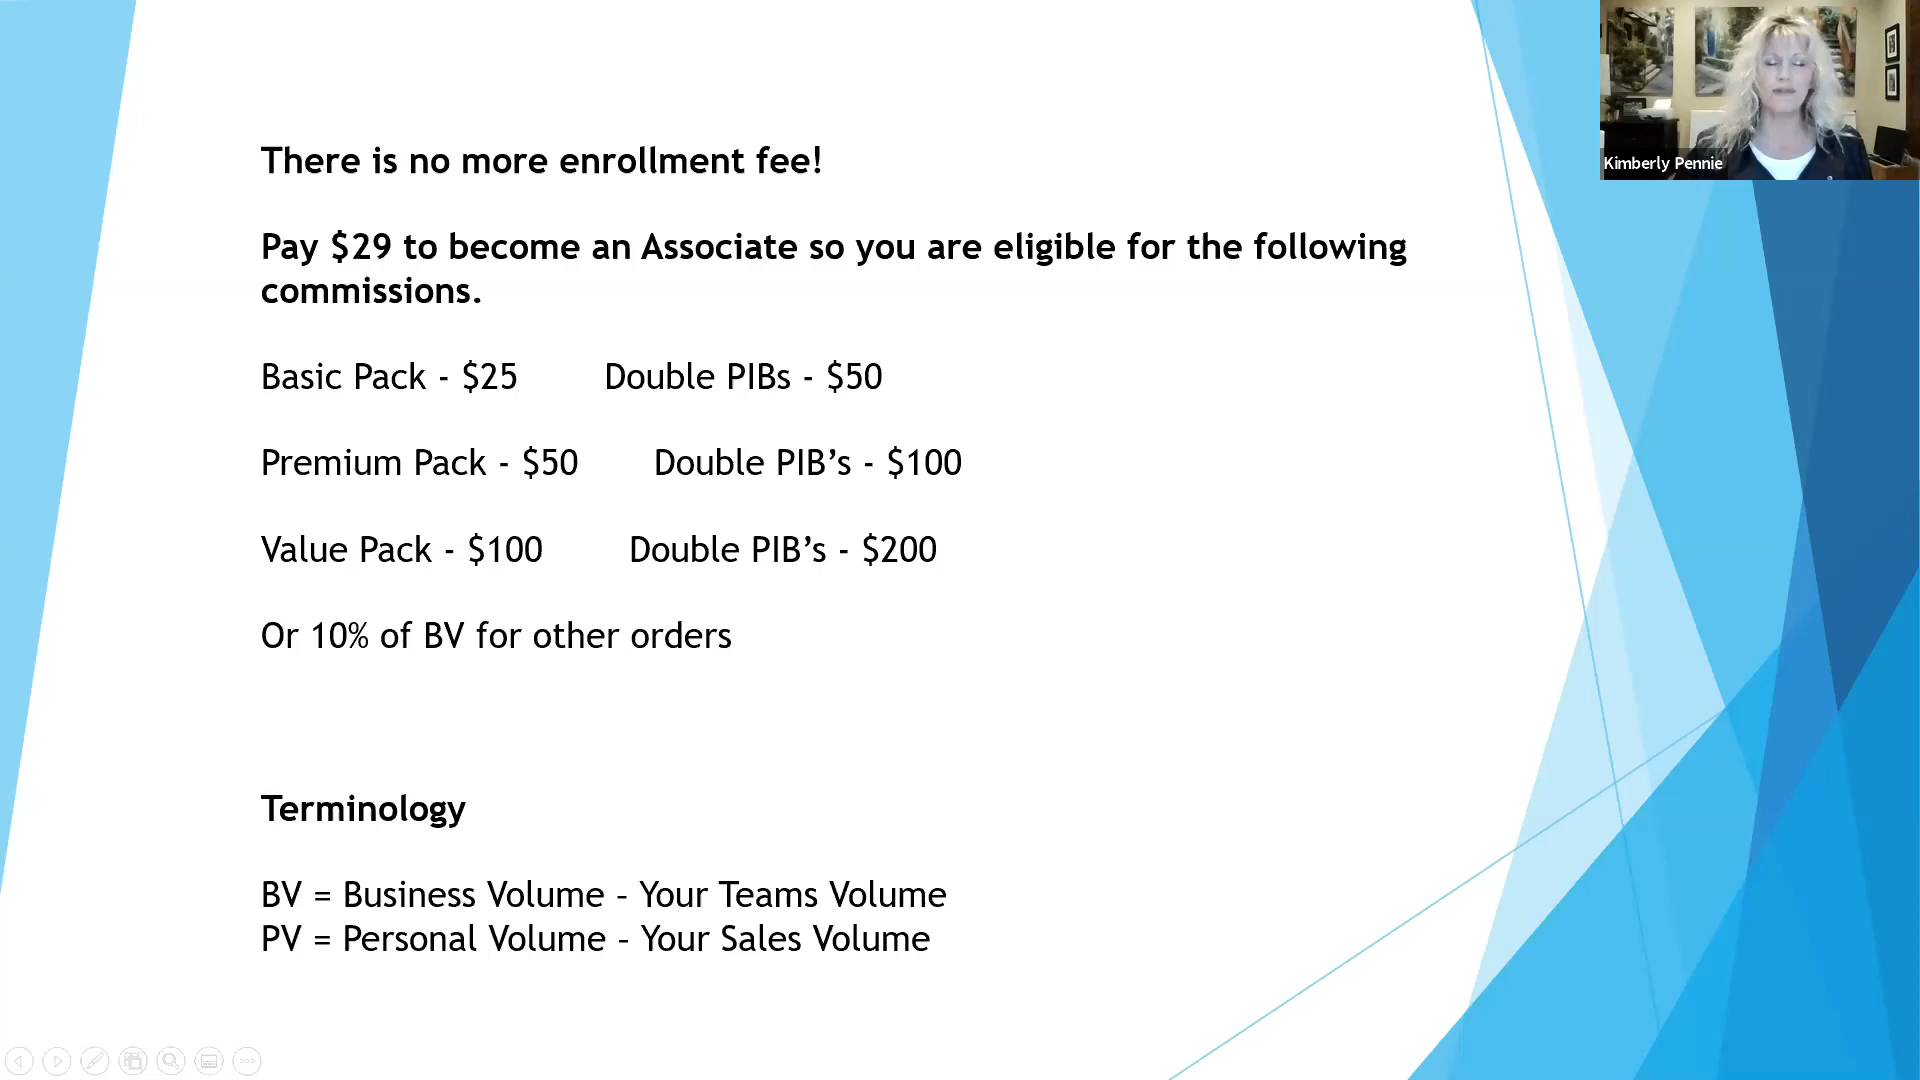 There is no more enrollment fee!
Pay $29 to become an Associate so you are eligible for the following
commissions.
Basic Pack - $25 Double PIBs - $50
Premium Pack - $50 Double PIB’s - $100
Value Pack - $100 Double PIB’s - $200
Or 10% of BV for other orders
Terminology
BV = Business Volume – Your Teams Volume
PV = Personal Volume – Your Sales Volume
Kimberly Pennie